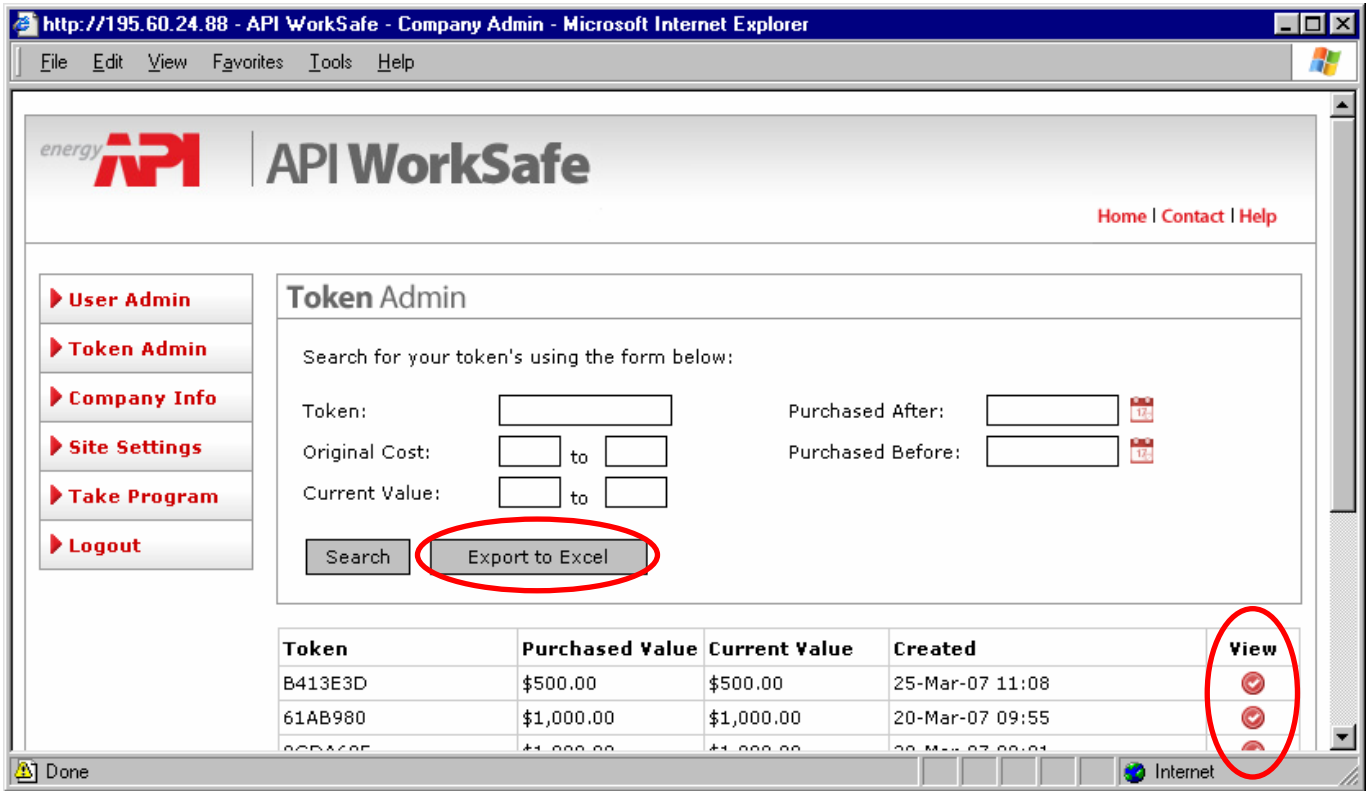 http://195.60.24.88 - API WorkSafe - Company Admin - Microsoft Internet Explorer
File Edit View Favorites Tools Help
energy API API WorkSafe
Home | Contact | Help
User Admin
Token Admin
Company Info
Site Settings
Take Program
Logout
Token Admin
Search for your token's using the form below:
Token: Purchased After:
Original Cost: to Purchased Before:
Current Value: to
Search Export to Excel
Token Purchased Value Current Value Created View
B413E3D $500.00 $500.00 25-Mar-07 11:08
61AB980 $1,000.00 $1,000.00 20-Mar-07 09:55
Done Internet